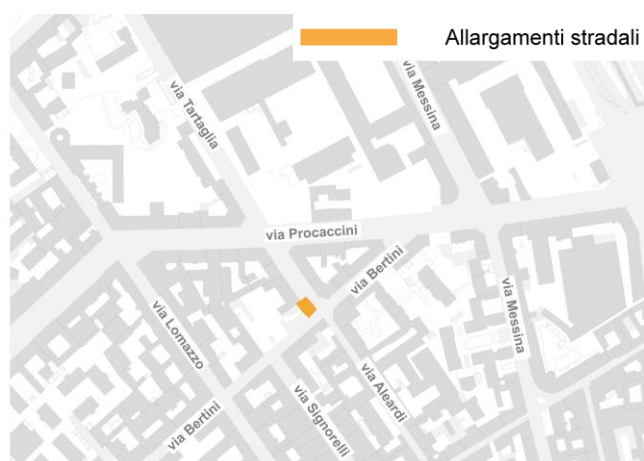 Allargamenti stradali
via Tartaglia
via Messina
via Procaccini
via Bertini
via Lomazzo
via Messina
via Aleardi
via Signorelli
via Bertini